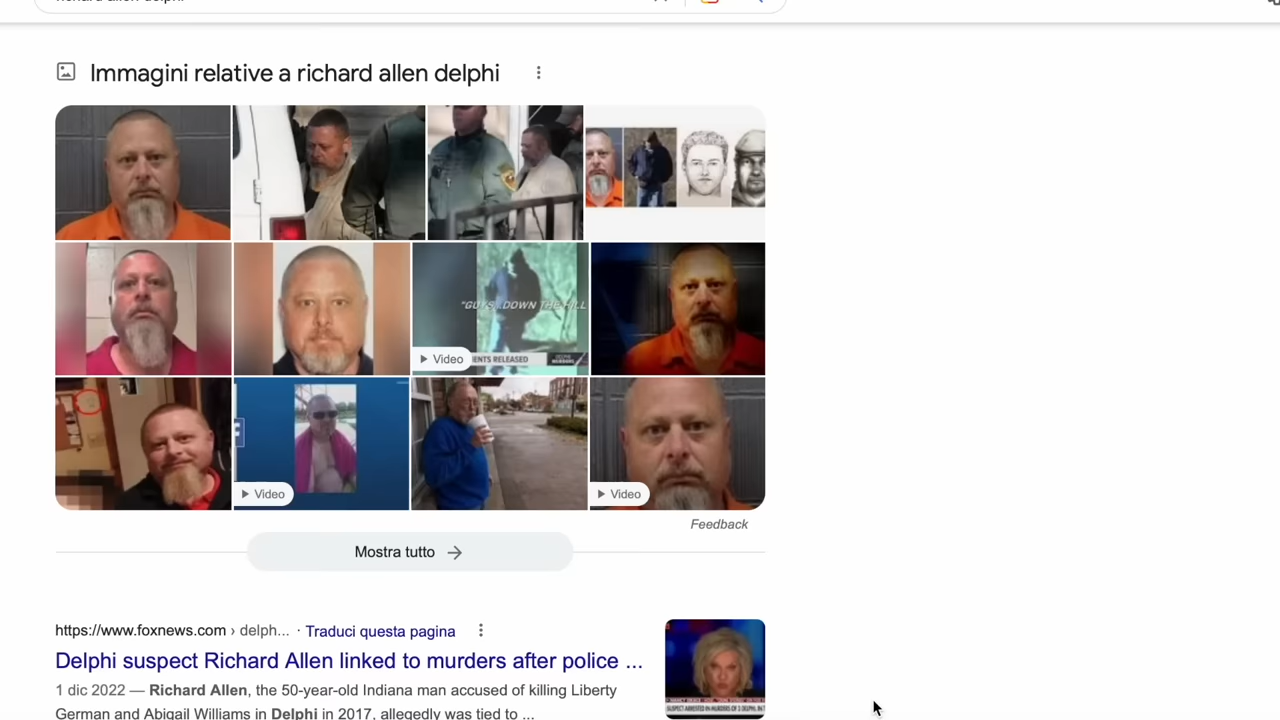 Immagini relative a richard allen delphi
"GUYS...DOWN THE HILL
ENTS RELEASED
Video
Video
Video
Feedback
Mostra tutto
https://www.foxnews.com › delph... · Traduci questa pagina
Delphi suspect Richard Allen linked to murders after police ...
1 dic 2022 — Richard Allen, the 50-year-old Indiana man accused of killing Liberty
German and Abigail Williams in Delphi in 2017, allegedly was tied to ...